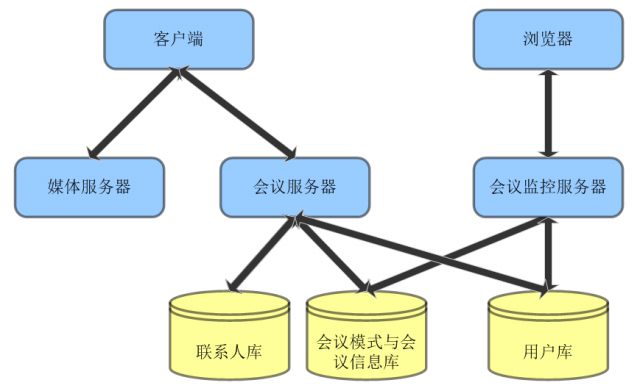 客户端
浏览器
媒体服务器
会议服务器
会议监控服务器
联系人库
会议模式与会
议信息库
用户库